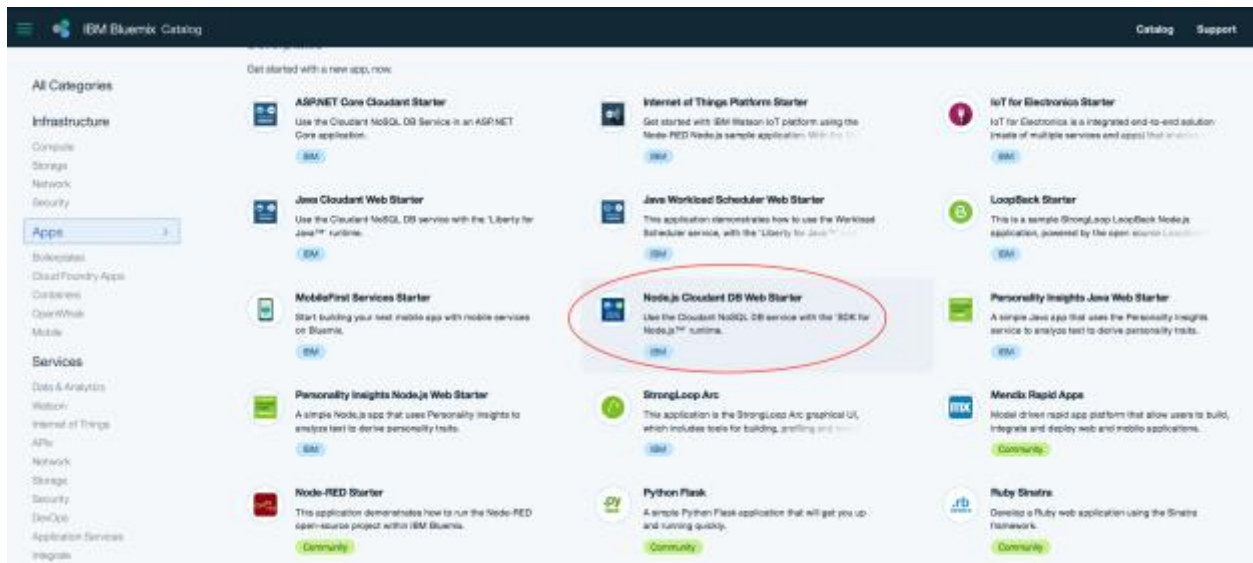 IBM Bluemix Catalog
Catalog Support
Get started with a new app, now.
All Categories
Infrastructure
Compute
Storage
Network
Security
Apps
Boilerplates
Cloud Foundry Apps
Containers
OpenWhisk
Mobile
Services
Data & Analytics
Watson
Internet of Things
APIs
Network
Storage
Security
DevOps
Application Services
Integrate
ASP.NET Core Cloudant Starter
Use the Cloudant NoSQL DB Service in an ASP.NET
Core application.
IBM
Internet of Things Platform Starter
Get started with IBM Watson IoT platform using the
Node-RED Node.js sample application. With the
IBM
IoT for Electronics Starter
IoT for Electronics is a integrated end-to-end solution
(made of multiple services and apps) that
IBM
Java Cloudant Web Starter
Use the Cloudant NoSQL DB service with the 'Liberty for
Java™' runtime.
IBM
Java Workload Scheduler Web Starter
This application demonstrates how to use the Workload
Scheduler service, with the 'Liberty for Java™'
IBM
LoopBack Starter
This is a sample StrongLoop LoopBack Node.js
application, powered by the open source
IBM
MobileFirst Services Starter
Start building your next mobile app with mobile services
on Bluemix.
IBM
Node.js Cloudant DB Web Starter
Use the Cloudant NoSQL DB service with the 'SDK for
Node.js™' runtime.
IBM
Personality Insights Java Web Starter
A simple Java app that uses the Personality Insights
service to analyze text to derive personality traits.
IBM
Personality Insights Node.js Web Starter
A simple Node.js app that uses Personality Insights to
analyze text to derive personality traits.
IBM
StrongLoop Arc
This application is the StrongLoop Arc graphical UI,
which includes tools for building, profiling and
IBM
mx
Mendix Rapid Apps
Model driven rapid app platform that allow users to build,
integrate and deploy web and mobile applications.
Community
Node-RED Starter
This application demonstrates how to run the Node-RED
open-source project within IBM Bluemix.
Community
.py
Python Flask
A simple Python Flask application that will get you up
and running quickly.
Community
.rb
Ruby Sinatra
Develop a Ruby web application using the Sinatra
framework.
Community